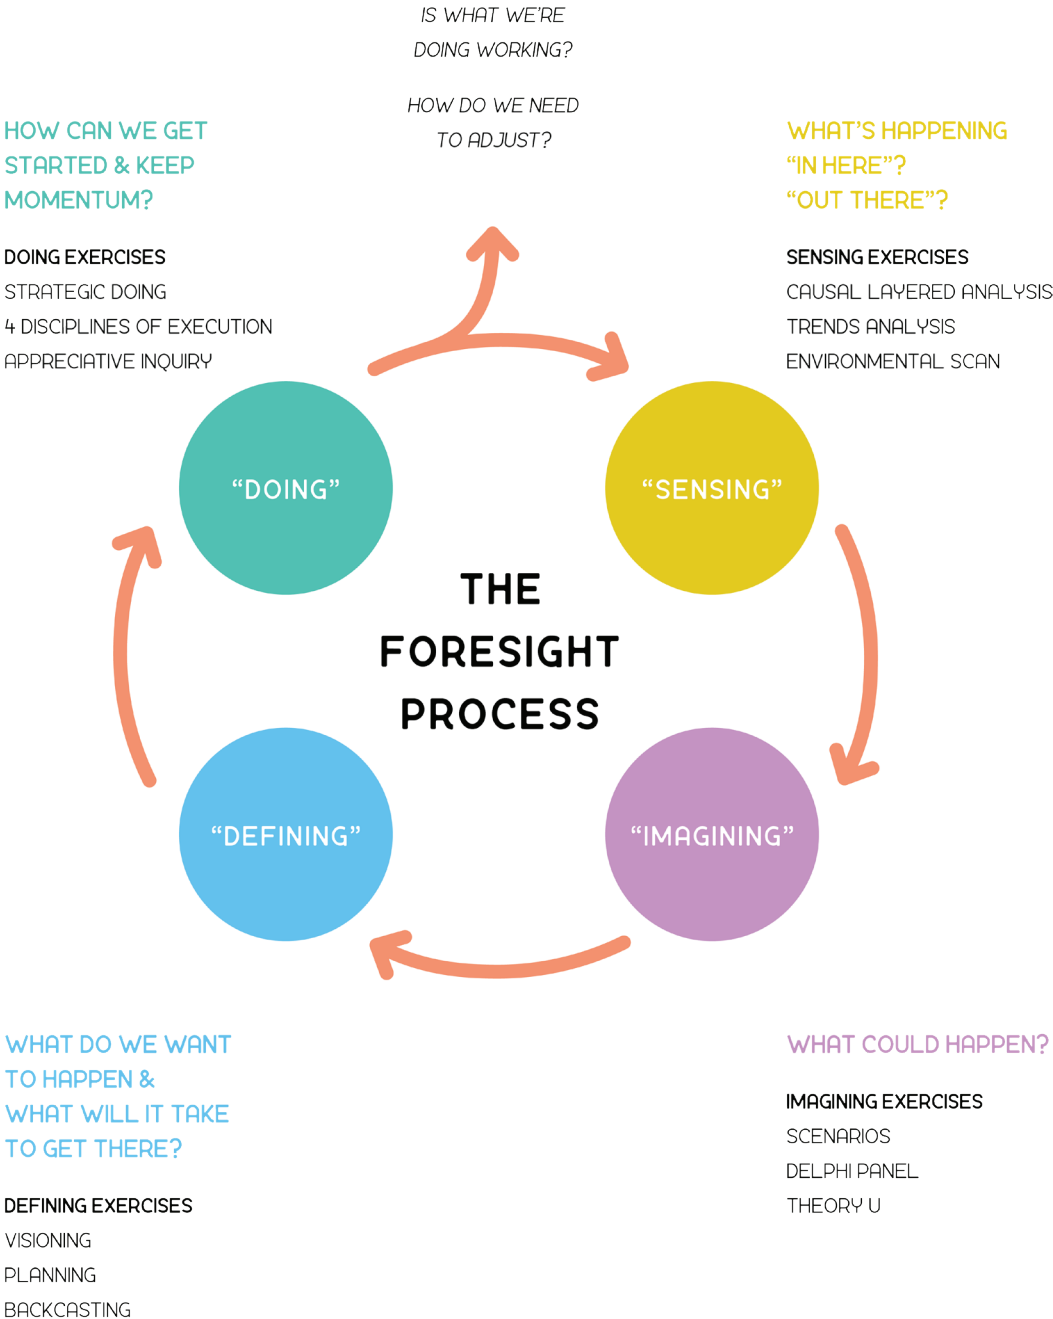 IS WHAT WE'RE
DOING WORKING?
HOW DO WE NEED
TO ADJUST?
HOW CAN WE GET
STARTED & KEEP
MOMENTUM?
DOING EXERCISES
STRATEGIC DOING
4 DISCIPLINES OF EXECUTION
APPRECIATIVE INQUIRY
WHAT'S HAPPENING
“IN HERE”?
“OUT THERE”?
SENSING EXERCISES
CAUSAL LAYERED ANALYSIS
TRENDS ANALYSIS
ENVIRONMENTAL SCAN
“DOING”
“SENSING”
THE
FORESIGHT
PROCESS
“DEFINING”
“IMAGINING”
WHAT DO WE WANT
TO HAPPEN &
WHAT WILL IT TAKE
TO GET THERE?
DEFINING EXERCISES
VISIONING
PLANNING
BACKCASTING
WHAT COULD HAPPEN?
IMAGINING EXERCISES
SCENARIOS
DELPHI PANEL
THEORY U